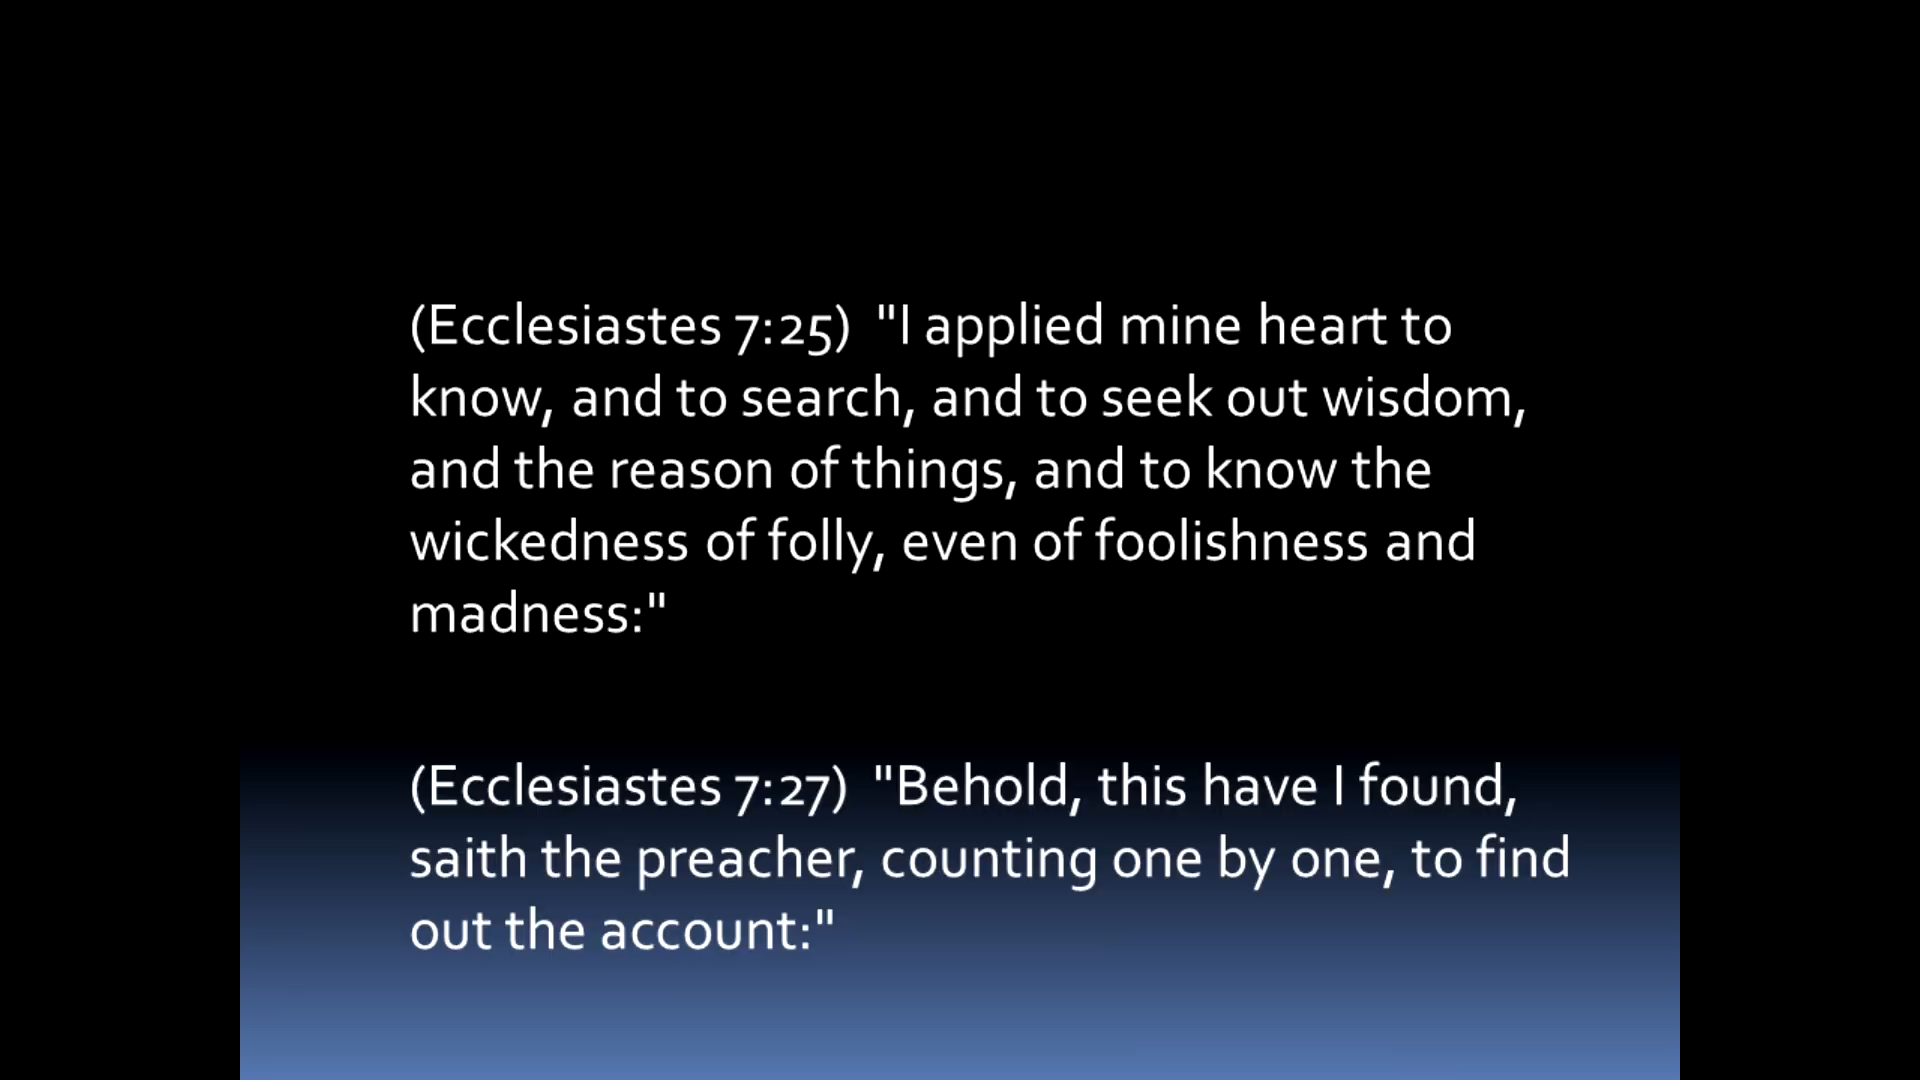 (Ecclesiastes 7:25)  "I applied mine heart to
know, and to search, and to seek out wisdom,
and the reason of things, and to know the
wickedness of folly, even of foolishness and
madness:"
(Ecclesiastes 7:27)  "Behold, this have I found,
saith the preacher, counting one by one, to find
out the account:"